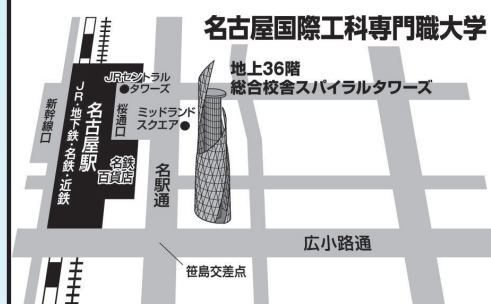 名古屋国際工科専門職大学
地上36階
総合校舎スパイラルタワーズ
JRセントラル
●タワーズ
ミッドランド
スクエア●
新幹線口
JR・地下鉄・名鉄・近鉄
名古屋駅
桜通口
名鉄
百貨店
名駅通
広小路通
笹島交差点